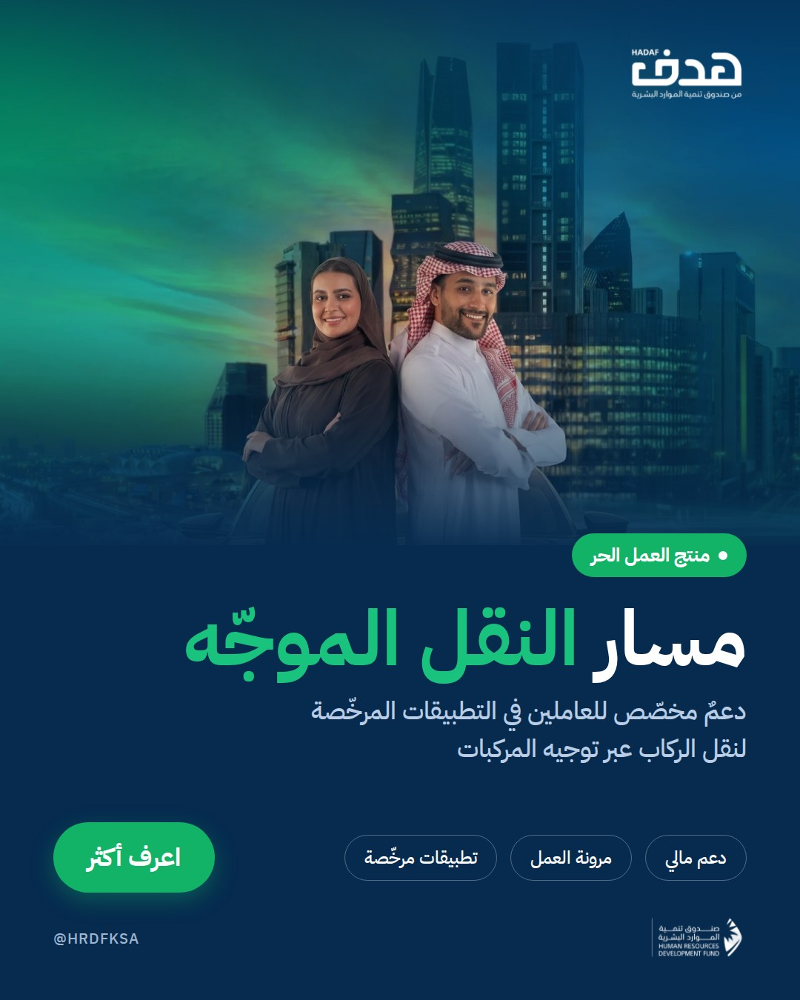 HADAF
هدف
من صندوق تنمية الموارد البشرية
منتج العمل الحر
مسار النقل الموجّه
دعمٌ مخصّص للعاملين في التطبيقات المرخّصة
لنقل الركاب عبر توجيه المركبات
دعم مالي
مرونة العمل
تطبيقات مرخّصة
اعرف أكثر
صندوق تنمية
الموارد البشرية
HUMAN RESOURCES
DEVELOPMENT FUND
@HRDFKSA